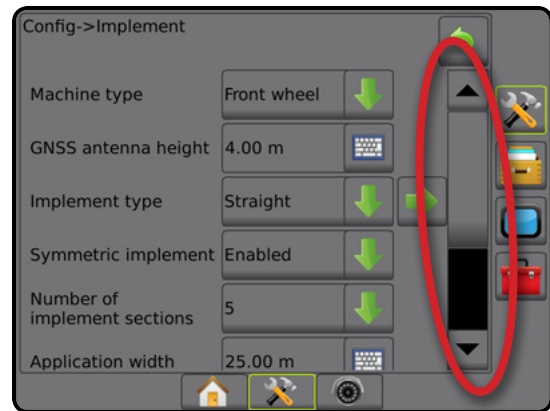 Config->Implement
Machine type Front wheel
GNSS antenna height 4.00 m
Implement type Straight
Symmetric implement Enabled
Number of
implement sections 5
Application width 25.00 m